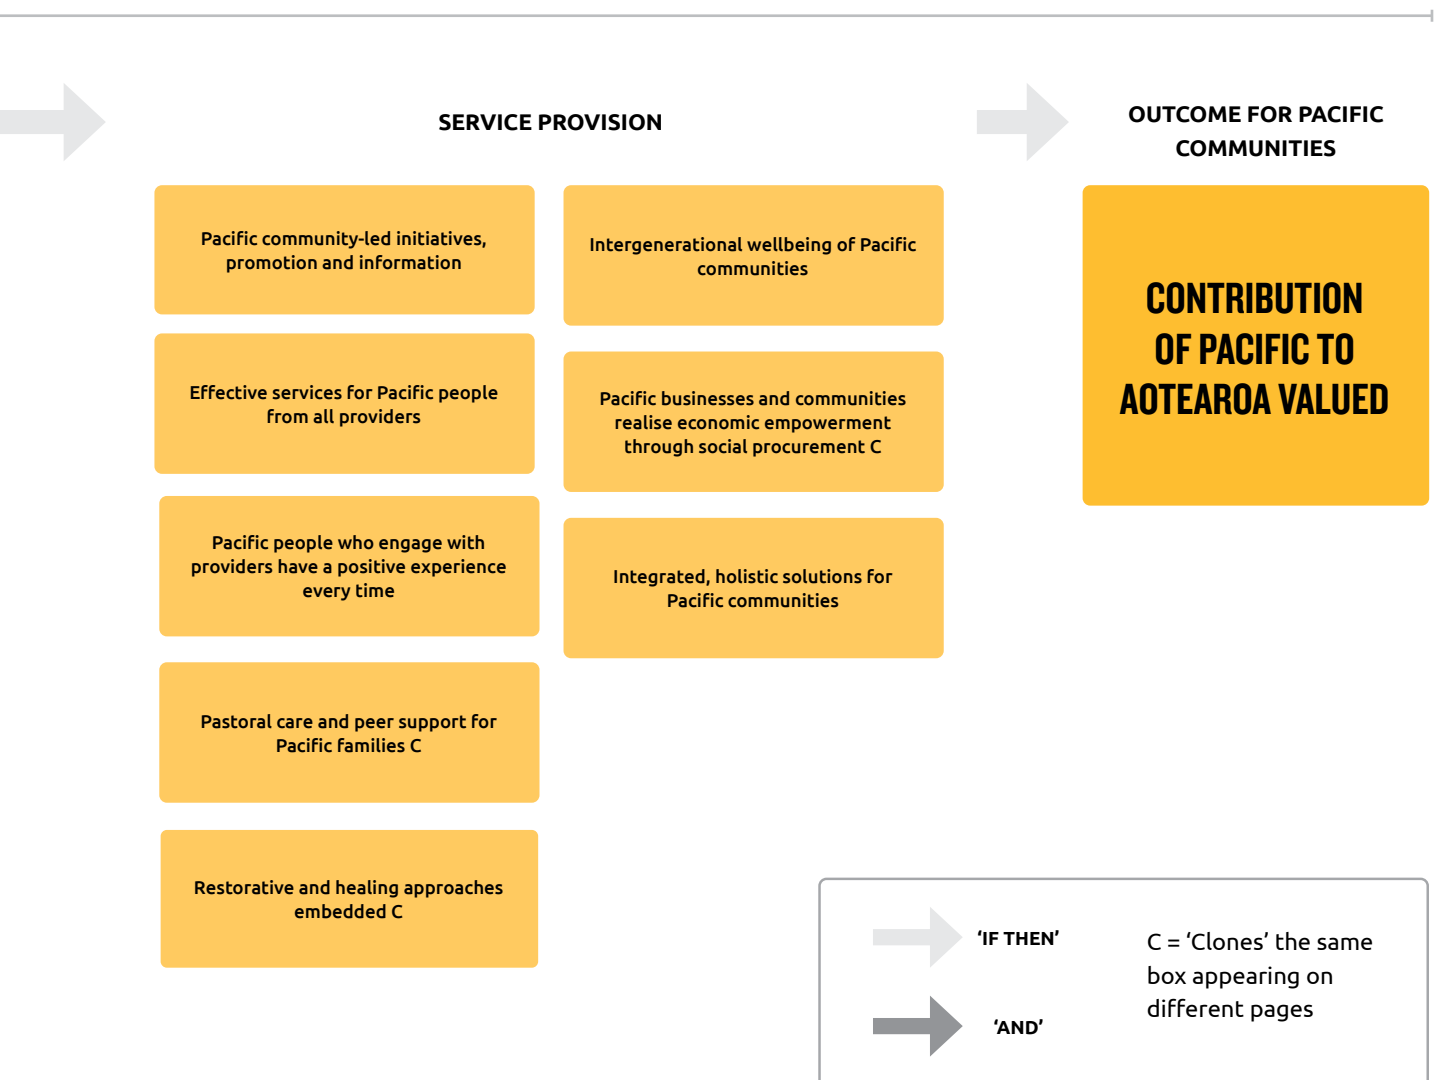 SERVICE PROVISION
OUTCOME FOR PACIFIC
COMMUNITIES
Pacific community-led initiatives,
promotion and information
Effective services for Pacific people
from all providers
Pacific people who engage with
providers have a positive experience
every time
Pastoral care and peer support for
Pacific families C
Restorative and healing approaches
embedded C
Intergenerational wellbeing of Pacific
communities
Pacific businesses and communities
realise economic empowerment
through social procurement C
Integrated, holistic solutions for
Pacific communities
CONTRIBUTION
OF PACIFIC TO
AOTEAROA VALUED
‘IF THEN’
‘AND’
C = ‘Clones’ the same
box appearing on
different pages